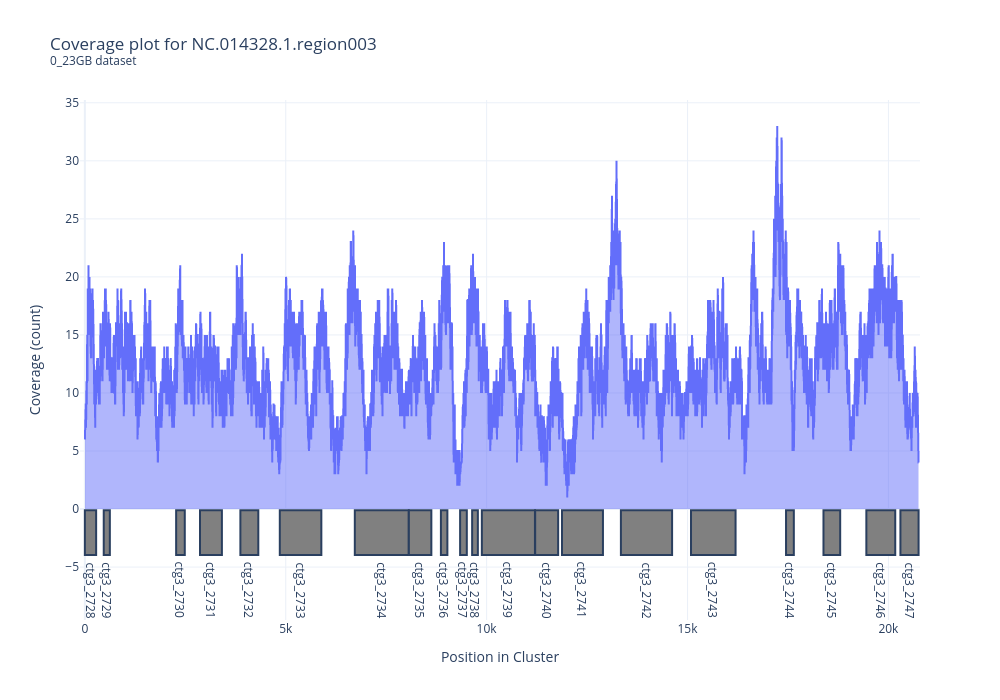 Coverage plot for NC.014328.1.region003
0_23GB dataset
35
30
25
20
15
10
5
0
−5
Coverage (count)
ctg3_2728
ctg3_2729
ctg3_2730
ctg3_2731
ctg3_2732
ctg3_2733
ctg3_2734
ctg3_2735
ctg3_2736
ctg3_2737
ctg3_2738
ctg3_2739
ctg3_2740
ctg3_2741
ctg3_2742
ctg3_2743
ctg3_2744
ctg3_2745
ctg3_2746
ctg3_2747
0 5k 10k 15k 20k
Position in Cluster